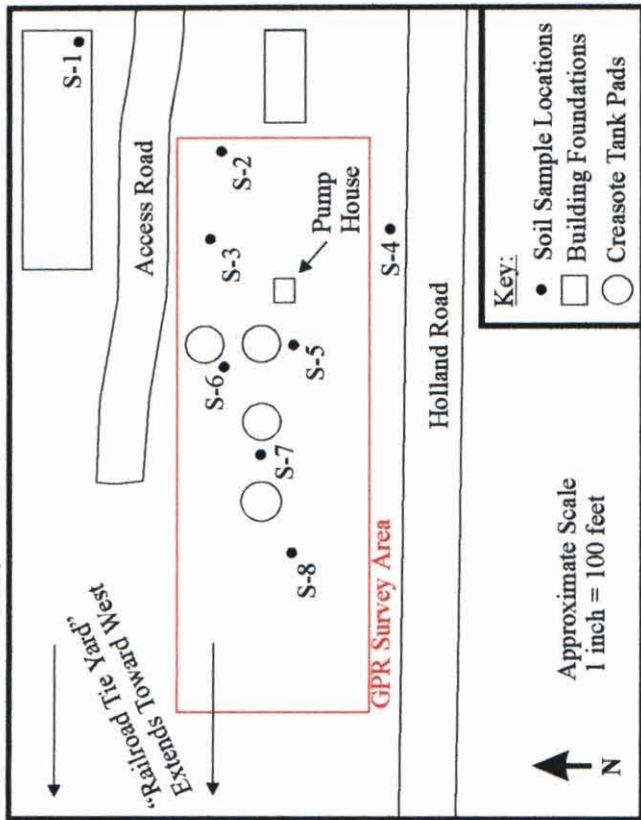 S-1
Access Road
S-2
S-3
Pump
House
S-4
S-6
S-5
S-7
S-8
"Railroad Tie Yard"
Extends Toward West
GPR Survey Area
Holland Road
Approximate Scale
1 inch = 100 feet
N
Key:
Soil Sample Locations
Building Foundations
Creasote Tank Pads